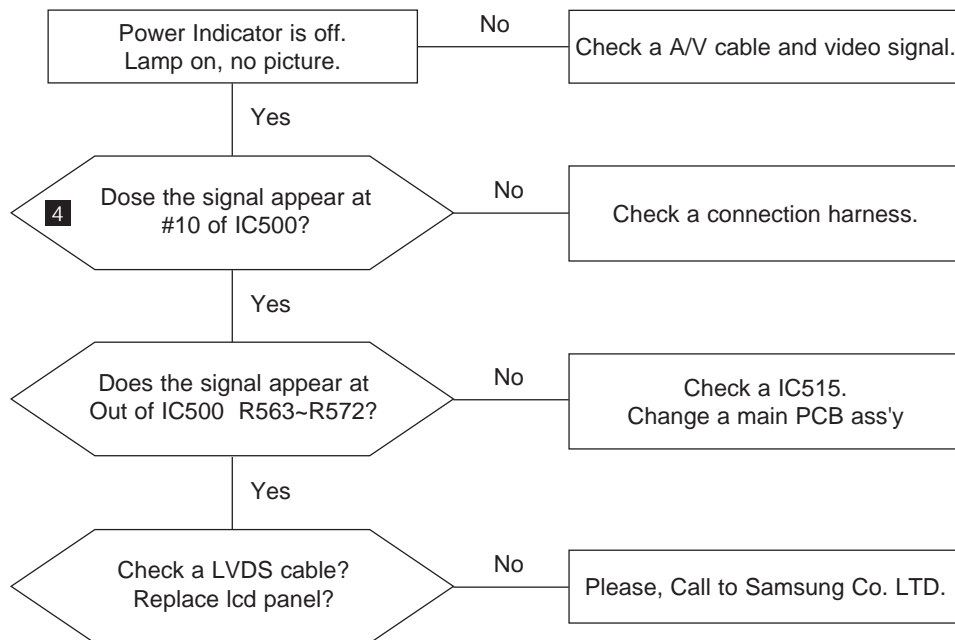 Power Indicator is off.
Lamp on, no picture.
No
Check a A/V cable and video signal.
Yes
4
Dose the signal appear at
#10 of IC500?
No
Check a connection harness.
Yes
Does the signal appear at
Out of IC500 R563~R572?
No
Check a IC515.
Change a main PCB ass'y
Yes
Check a LVDS cable?
Replace lcd panel?
No
Please, Call to Samsung Co. LTD.